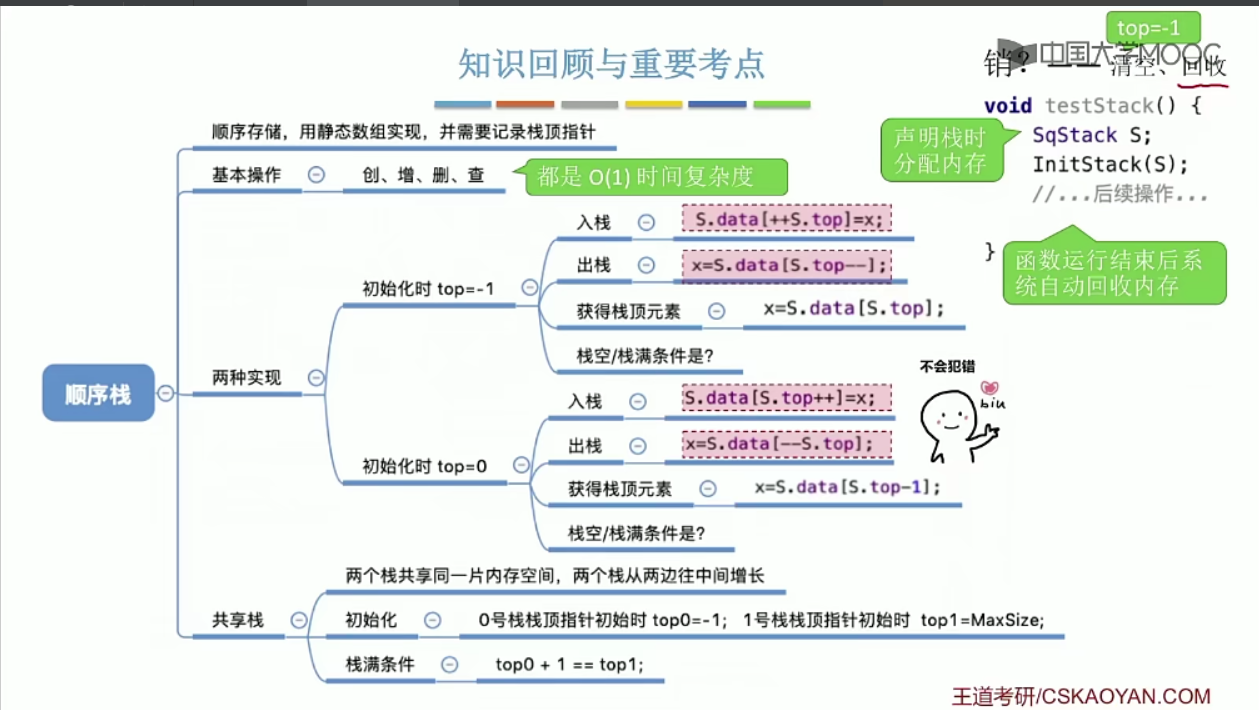 top=-1
中国大学MOOC
知识回顾与重要考点
销？—— 清空、回收
顺序存储，用静态数组实现，并需要记录栈顶指针
基本操作
创、增、删、查
都是 O(1) 时间复杂度
void testStack() {
声明栈时
分配内存
SqStack S;
InitStack(S);
//...后续操作...
}
函数运行结束后系
统自动回收内存
顺序栈
两种实现
初始化时 top=-1
入栈
S.data[++S.top]=x;
出栈
x=S.data[S.top--];
获得栈顶元素
x=S.data[S.top];
栈空/栈满条件是?
初始化时 top=0
入栈
S.data[S.top++]=x;
出栈
x=S.data[--S.top];
获得栈顶元素
x=S.data[S.top-1];
栈空/栈满条件是?
不会犯错
biu
共享栈
两个栈共享同一片内存空间，两个栈从两边往中间增长
初始化
0号栈栈顶指针初始时 top0=-1； 1号栈栈顶指针初始时 top1=MaxSize;
栈满条件
top0 + 1 == top1;
王道考研/CSKAOYAN.COM